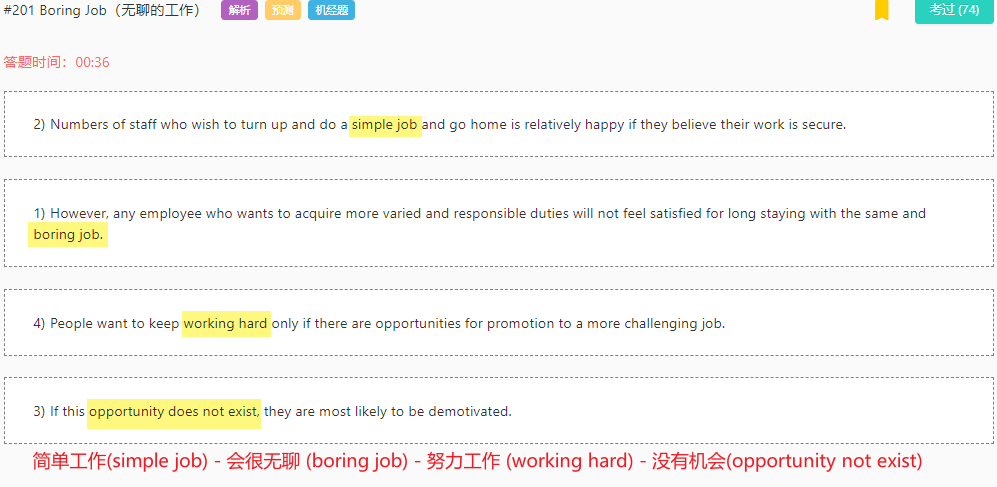 #201 Boring Job（无聊的工作） 解析 预测 机经题 考过 (74)
答题时间：00:36
2) Numbers of staff who wish to turn up and do a simple job and go home is relatively happy if they believe their work is secure.
1) However, any employee who wants to acquire more varied and responsible duties will not feel satisfied for long staying with the same and
boring job.
4) People want to keep working hard only if there are opportunities for promotion to a more challenging job.
3) If this opportunity does not exist, they are most likely to be demotivated.
简单工作(simple job) - 会很无聊 (boring job) - 努力工作 (working hard) - 没有机会(opportunity not exist)